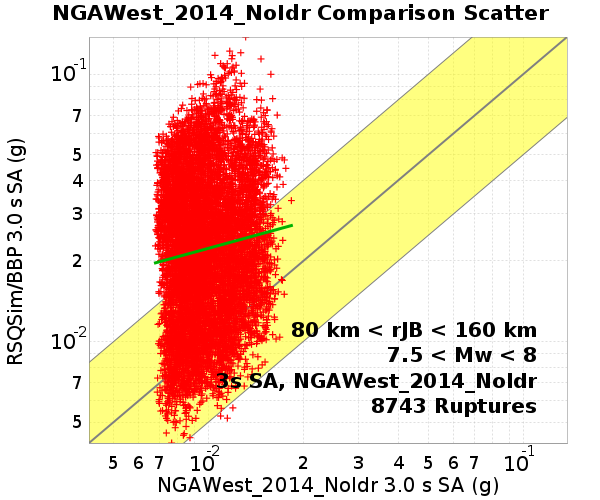 NGAWest_2014_NoIdr Comparison Scatter
RSQSim/BBP 3.0 s SA (g)
10-1
7
5
4
3
2
10-2
7
5
80 km < rJB < 160 km
7.5 < Mw < 8
3s SA, NGAWest_2014_NoIdr
8743 Ruptures
5 6 7 10-2 2 3 4 5 6 7 10-1
NGAWest_2014_NoIdr 3.0 s SA (g)